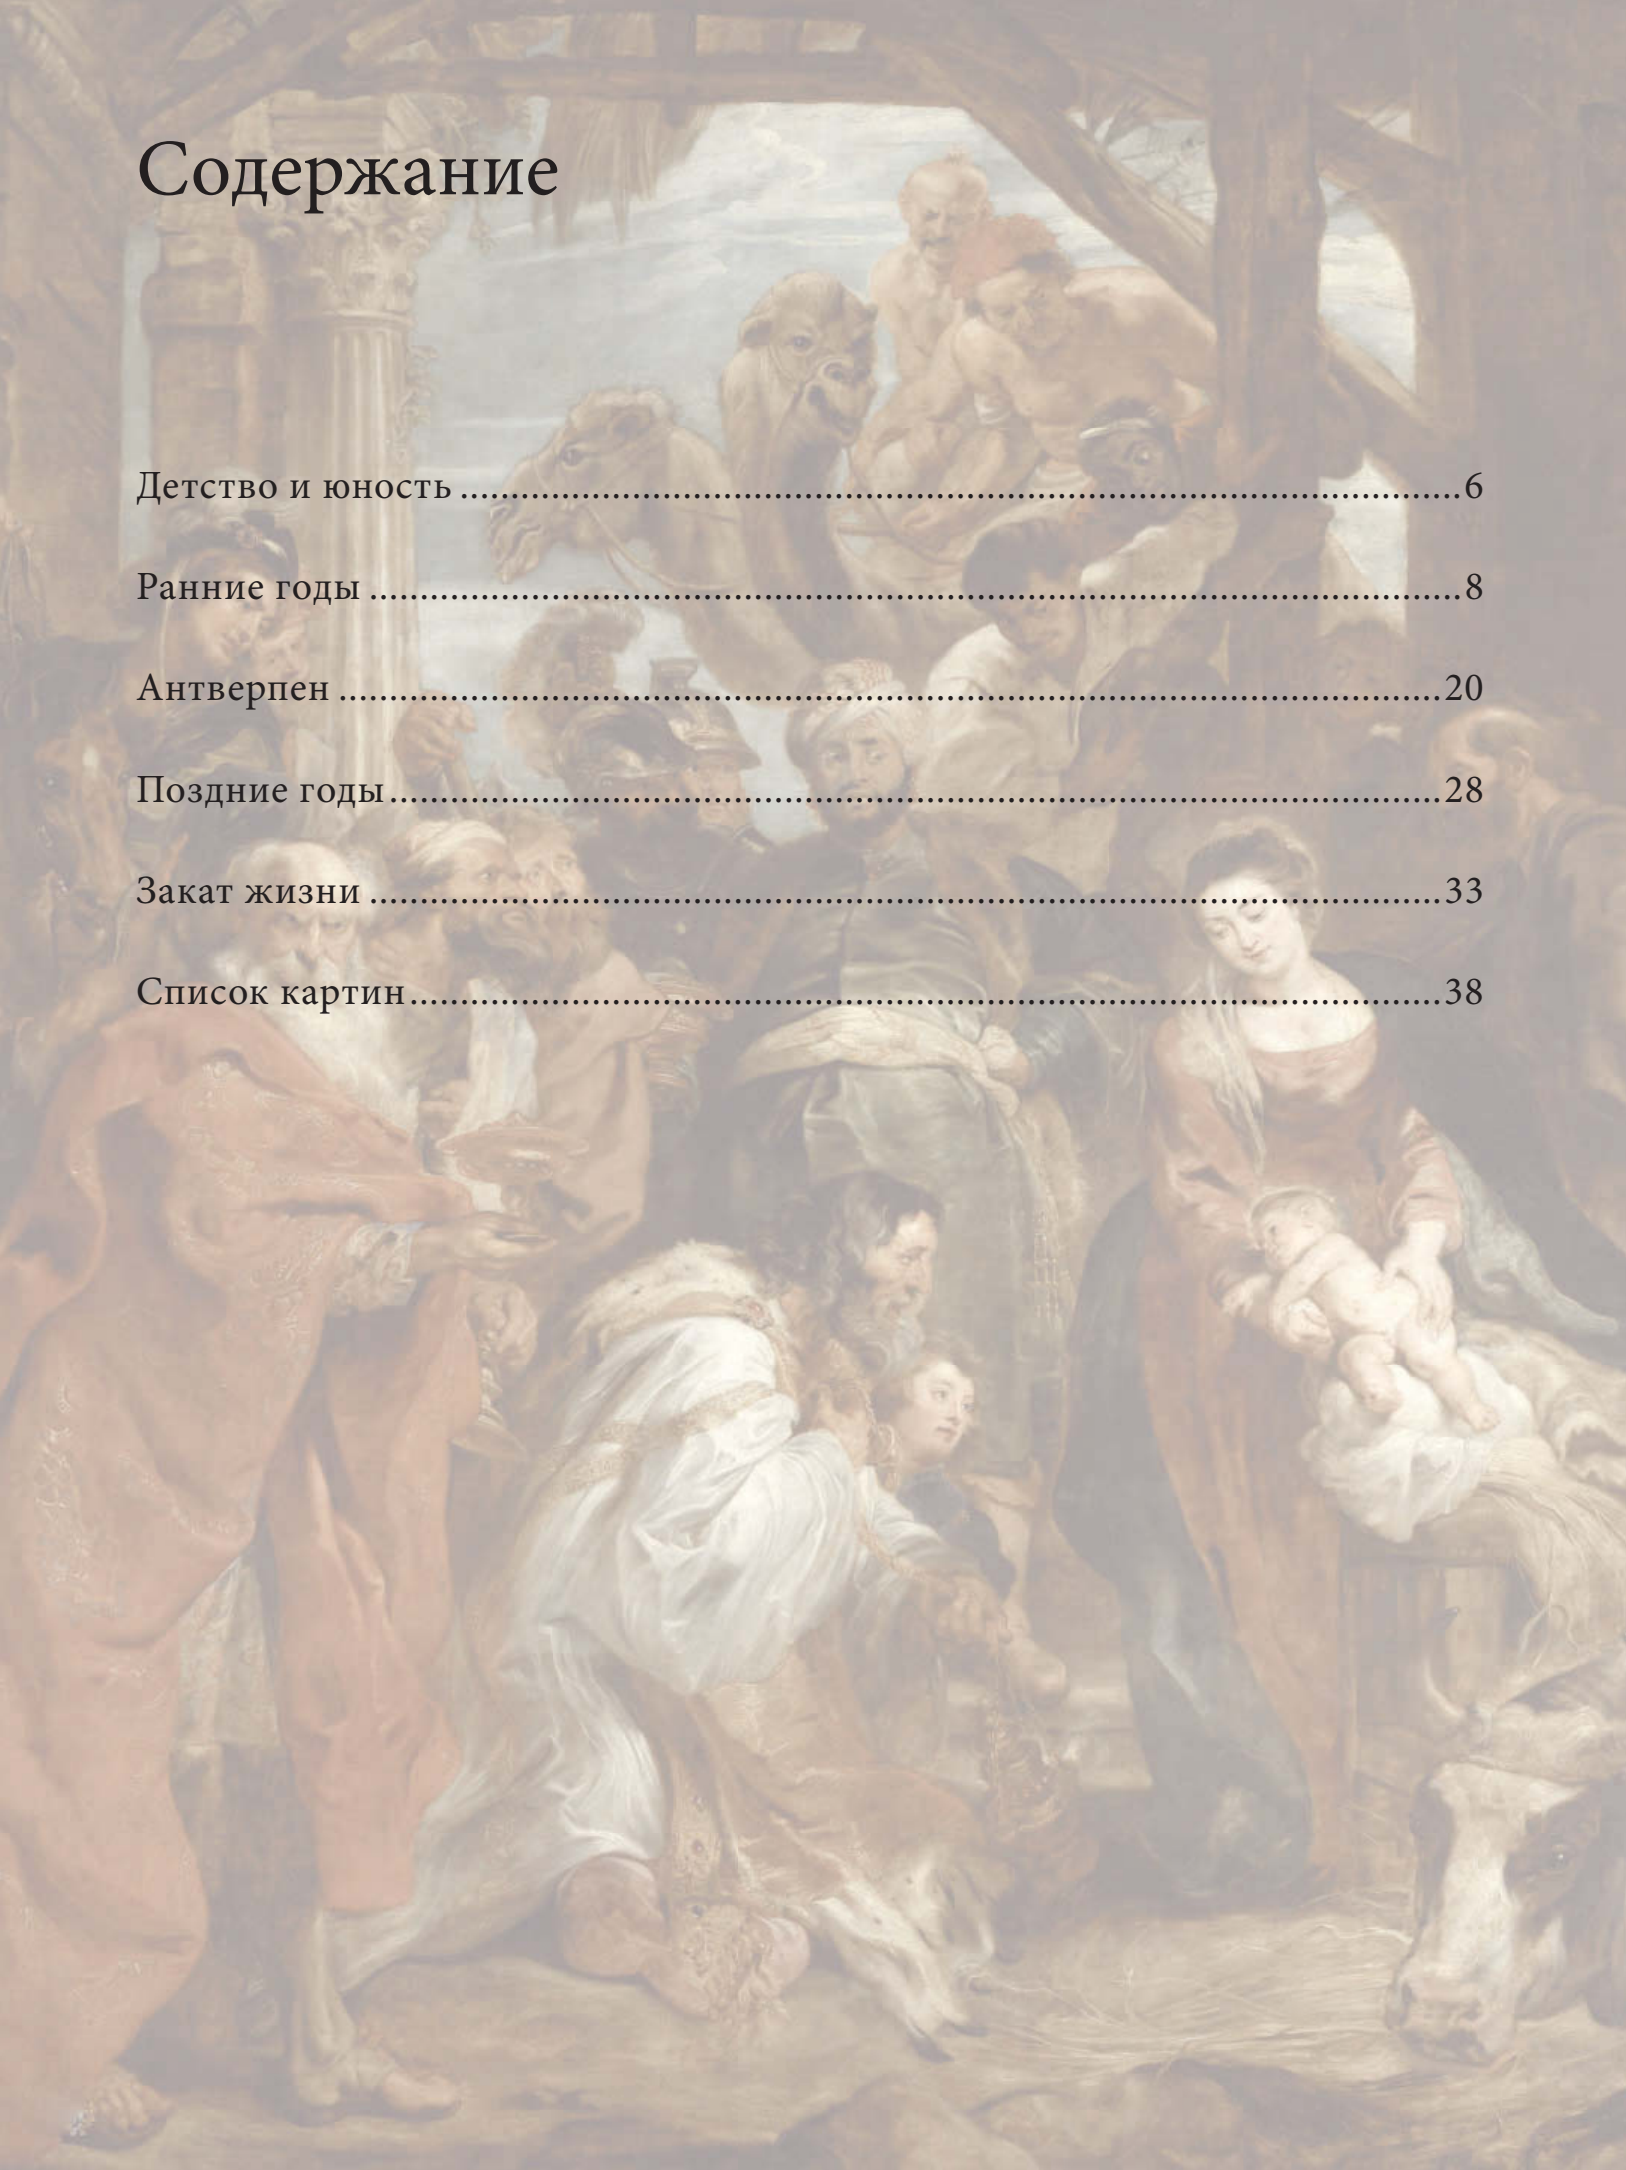 Содержание
Детство и юность ........................................................................................................6
Ранние годы ........................................................................................................8
Антверпен ........................................................................................................20
Поздние годы ........................................................................................................28
Закат жизни ........................................................................................................33
Список картин ........................................................................................................38